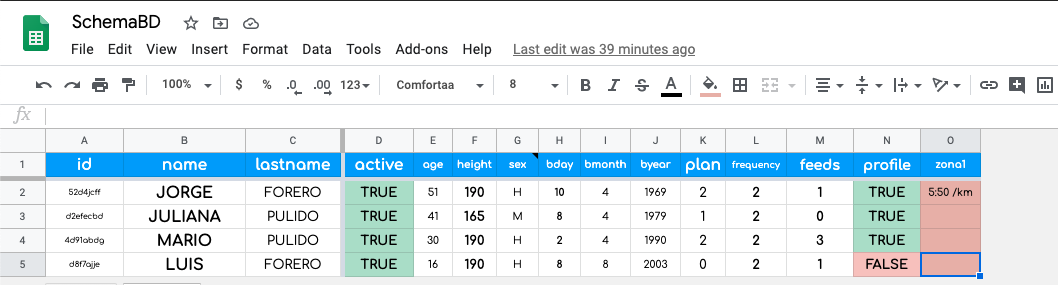 SchemaBD
File Edit View Insert Format Data Tools Add-ons Help Last edit was 39 minutes ago
100% $ % .0 .00 123 Comfortaa 8 B I S A
fx
A B C D E F G H I J K L M N O
1 id name lastname active age height sex bday bmonth byear plan frequency feeds profile zona1
2 52d4jcff JORGE FORERO TRUE 51 190 H 10 4 1969 2 2 1 TRUE 5:50 /km
3 d2efecbd JULIANA PULIDO TRUE 41 165 M 8 4 1979 1 2 0 TRUE
4 4d91abdg MARIO PULIDO TRUE 30 190 H 2 4 1990 2 2 3 TRUE
5 d8f7ajje LUIS FORERO TRUE 16 190 H 8 8 2003 0 2 1 FALSE